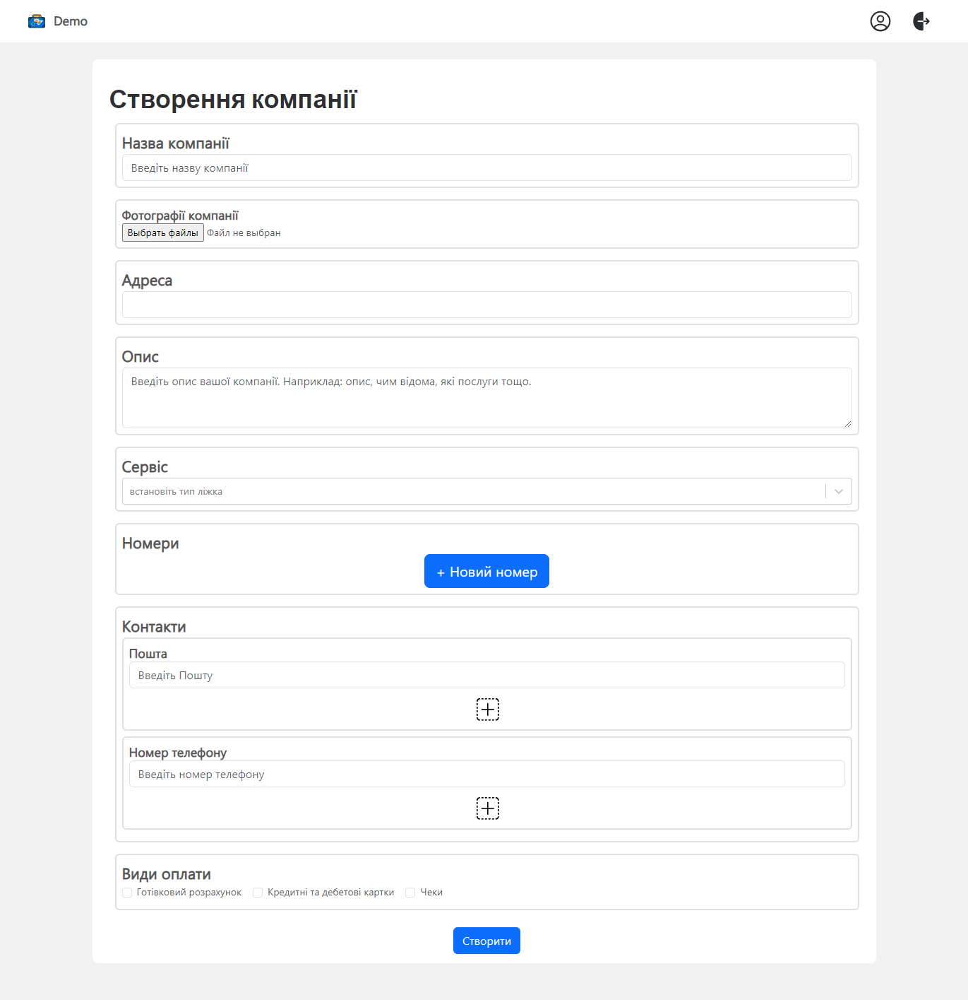 Demo
Створення компанії
Назва компанії
Введіть назву компанії
Фотографії компанії
Выбрать файлы Файл не выбран
Адреса
Опис
Введіть опис вашої компанії. Наприклад: опис, чим відома, які послуги тощо.
Сервіс
встановіть тип ліжка
Номери
+ Новий номер
Контакти
Пошта
Введіть Пошту
Номер телефону
Введіть номер телефону
Види оплати
Готівковий розрахунок Кредитні та дебетові картки Чеки
Створити